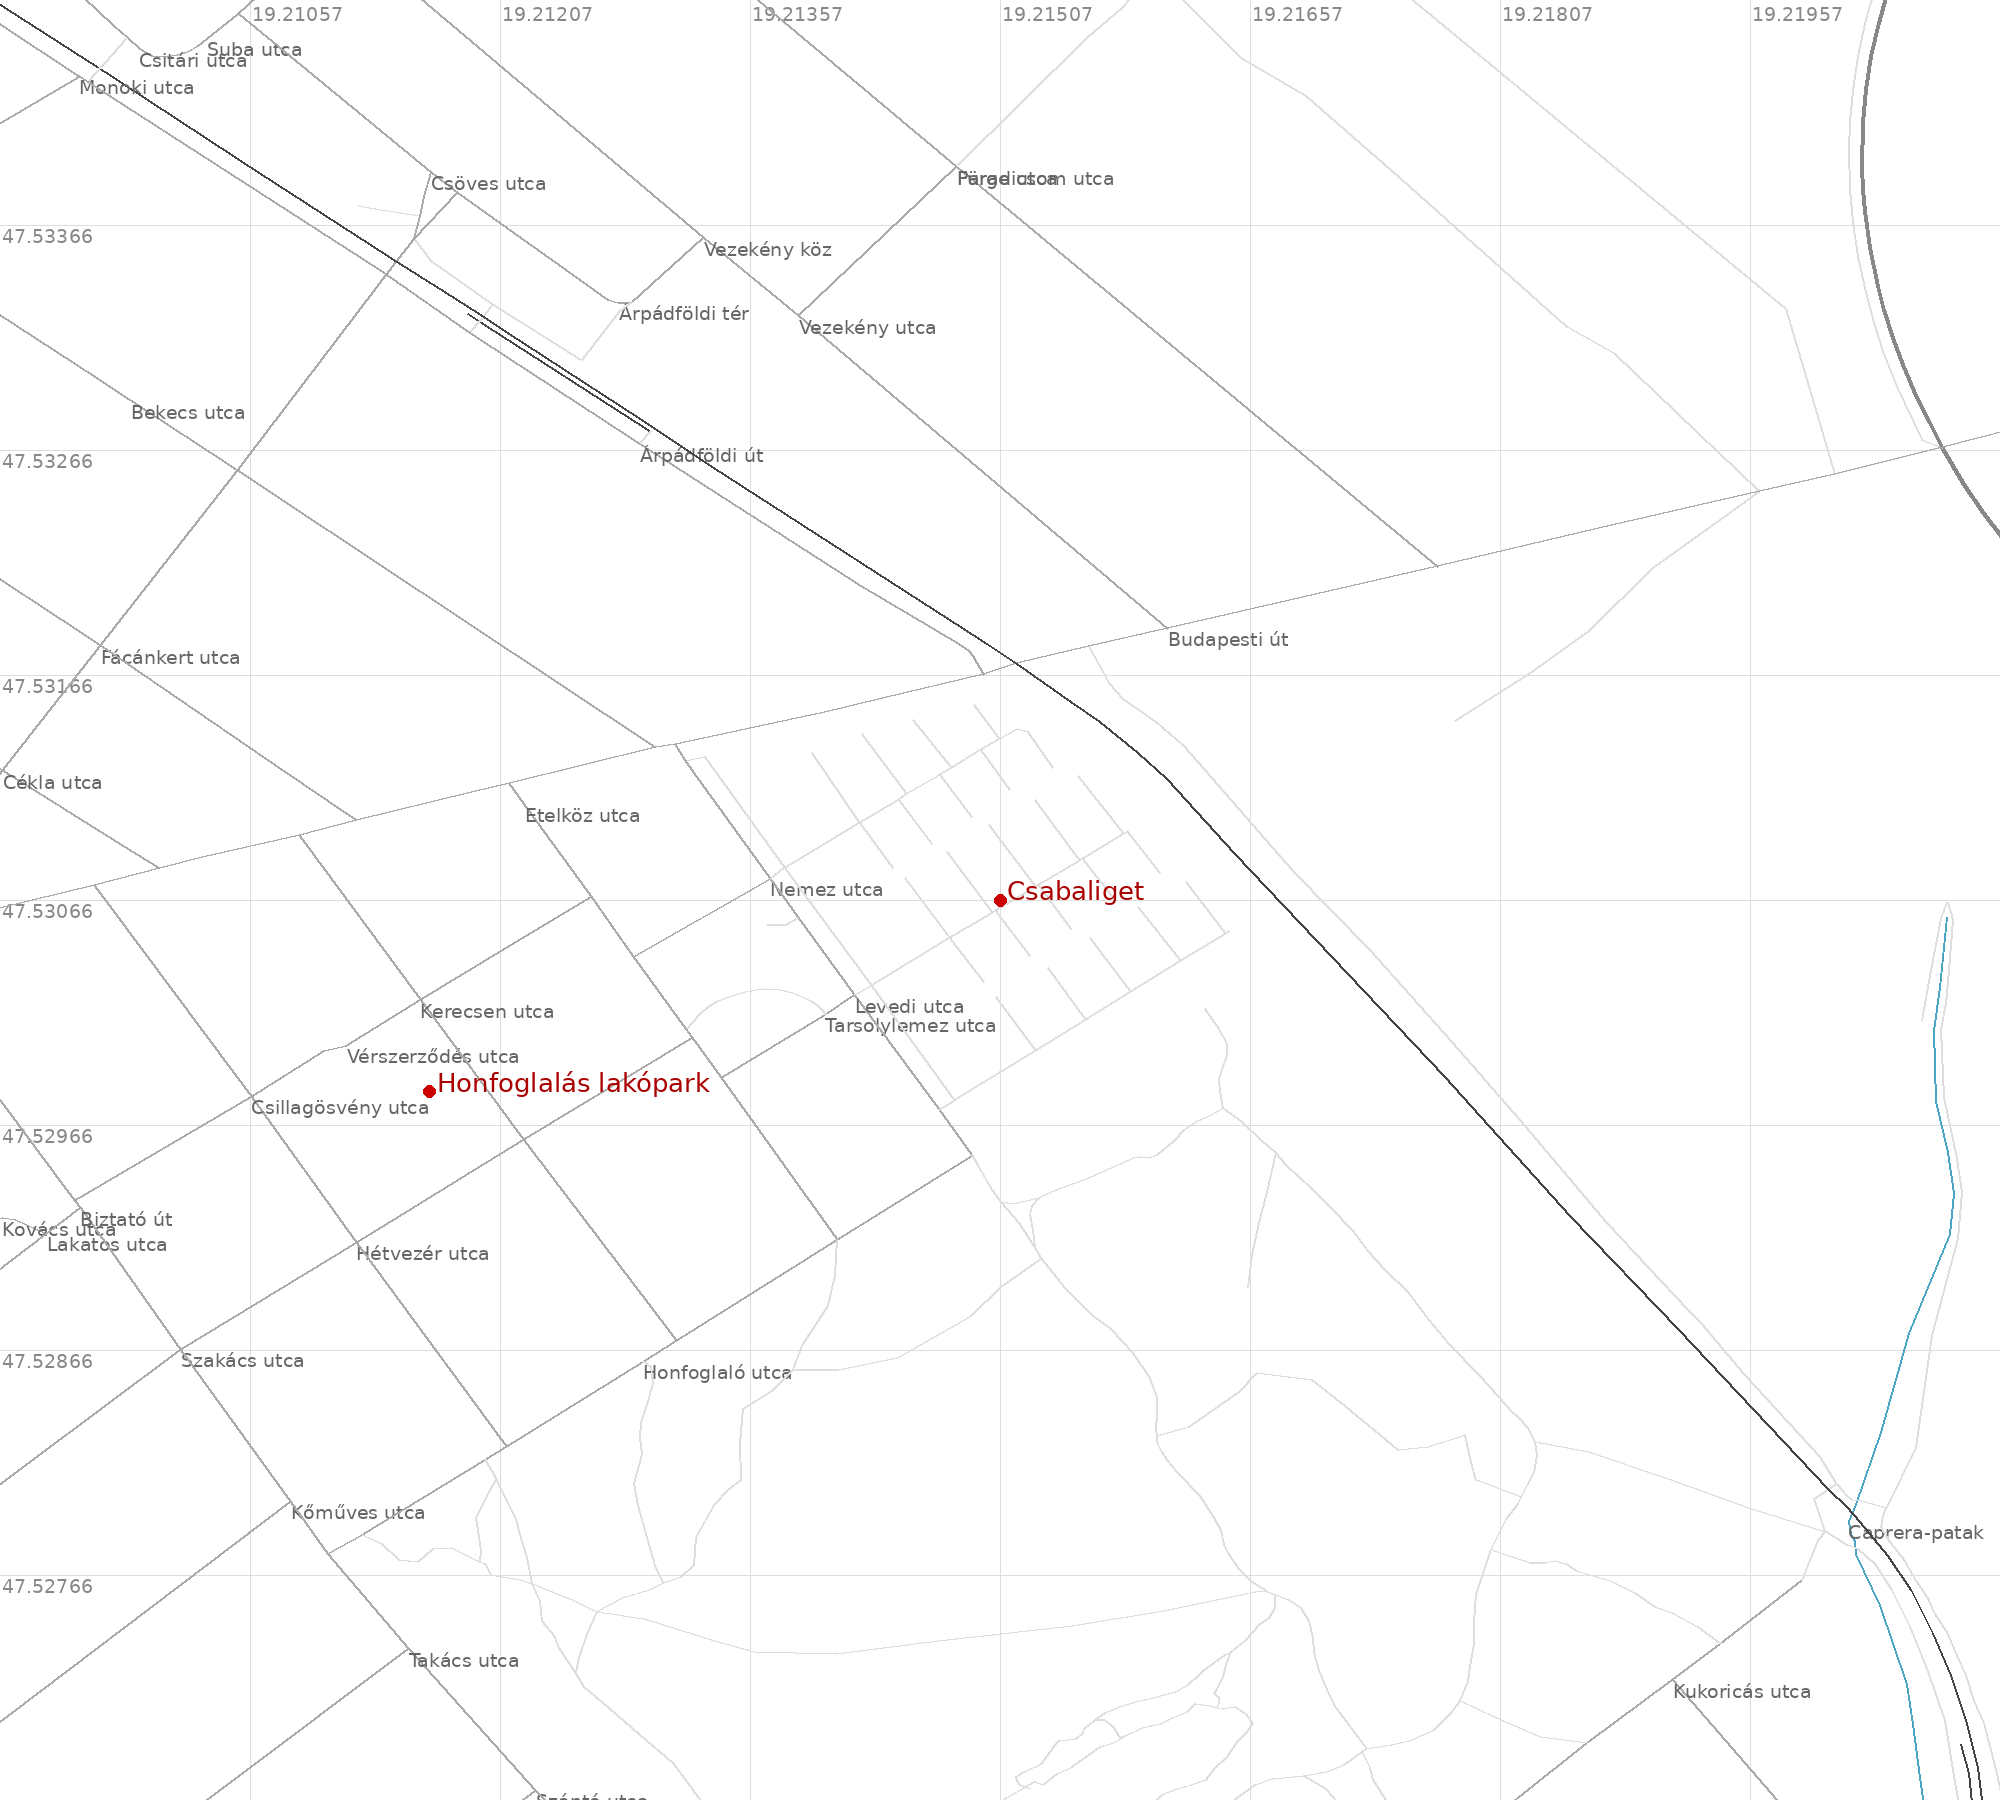 19.21057 19.21207 19.21357 19.21507 19.21657 19.21807 19.21957
Suba utca
Csitári utca
Monoki utca
Csöves utca
Paradicsom utca
47.53366
Vezekény köz
Árpádföldi tér
Vezekény utca
Bekecs utca
Árpádföldi út
47.53266
Budapesti út
Fácánkert utca
47.53166
Cékla utca
Etelköz utca
Nemez utca
Csabaliget
47.53066
Levedi utca
Kerecsen utca
Tarsolylemez utca
Vérszerződés utca
Honfoglalás lakópark
Csillagösvény utca
47.52966
Biztató út
Kovács utca
Lakatos utca
Hétvezér utca
47.52866
Szakács utca
Honfoglaló utca
Kőműves utca
Caprera-patak
47.52766
Takács utca
Kukoricás utca